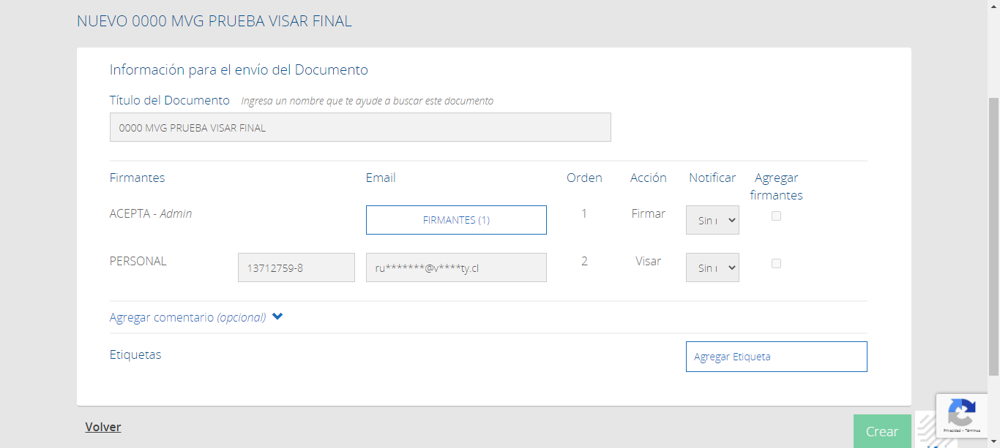 NUEVO 0000 MVG PRUEBA VISAR FINAL
Información para el envío del Documento
Título del Documento Ingresa un nombre que te ayude a buscar este documento
0000 MVG PRUEBA VISAR FINAL
Firmantes Email Orden Acción Notificar Agregar firmantes
ACEPTA - Admin FIRMANTES (1) 1 Firmar Sin
PERSONAL 13712759-8 ru*******@v****ty.cl 2 Visar Sin
Agregar comentario (opcional)
Etiquetas Agregar Etiqueta
Volver Crear
Privacidad - Términos